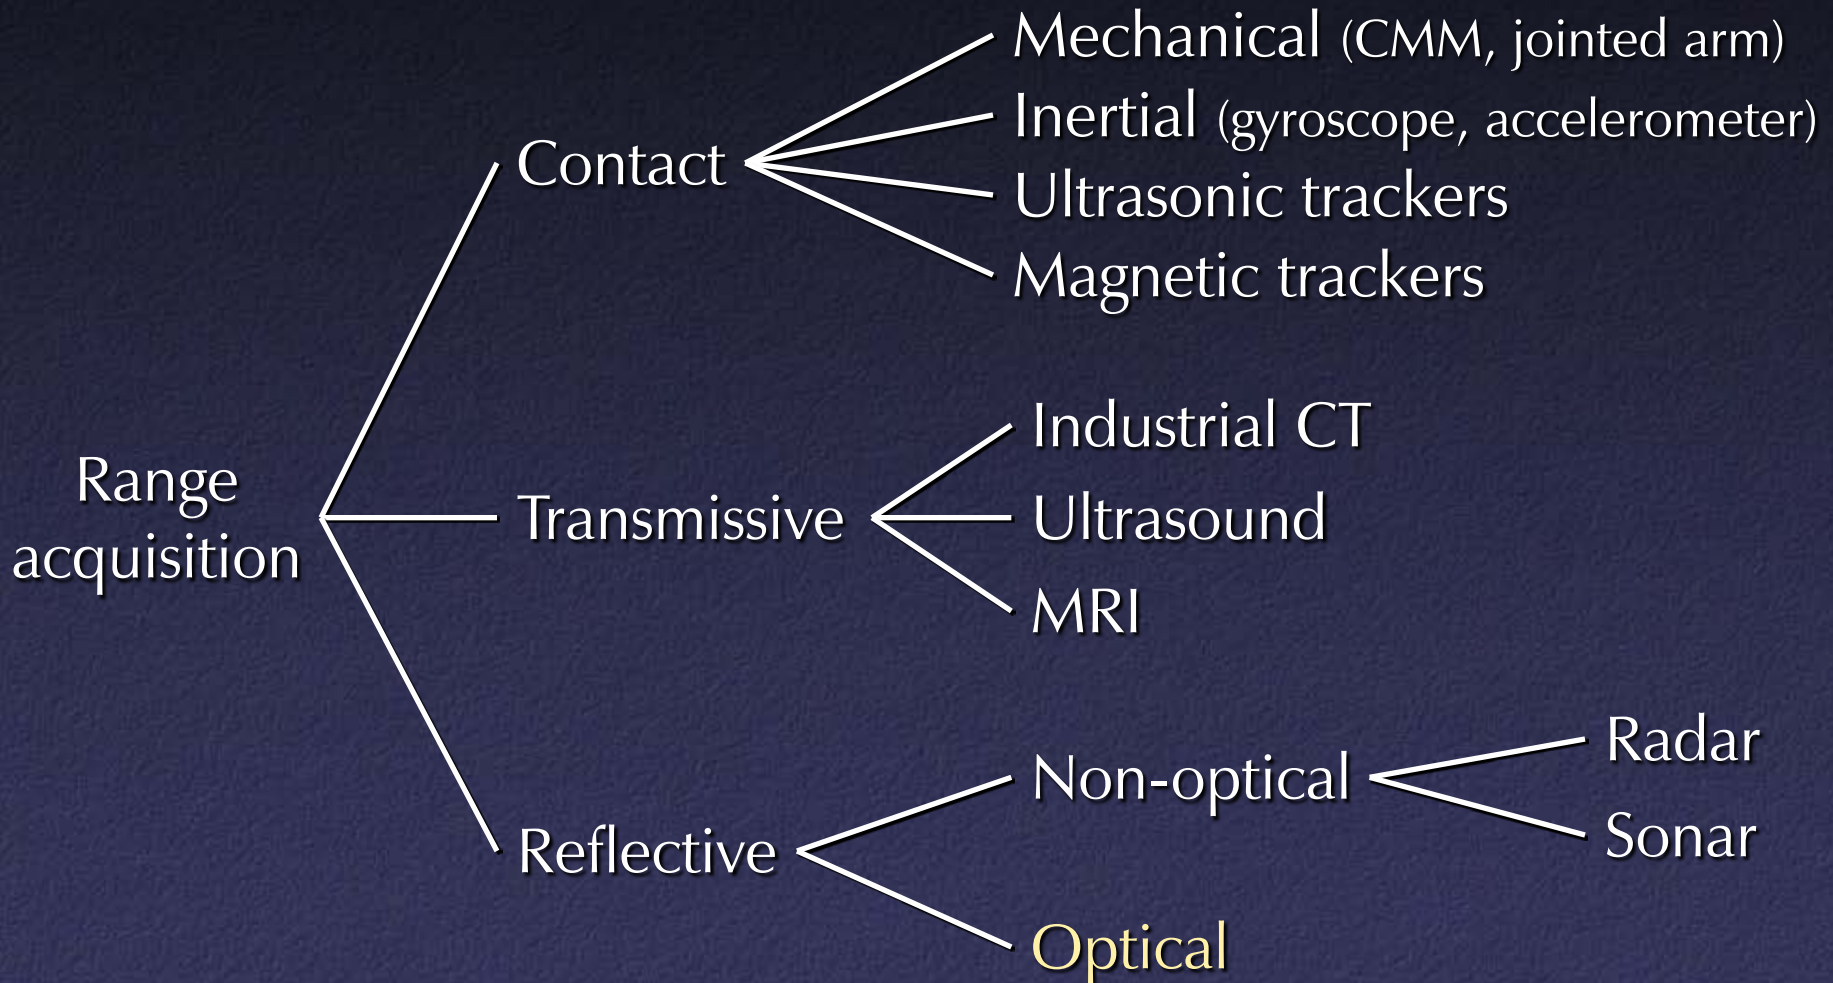 Range
acquisition
Contact
Mechanical (CMM, jointed arm)
Inertial (gyroscope, accelerometer)
Ultrasonic trackers
Magnetic trackers
Transmissive
Industrial CT
Ultrasound
MRI
Reflective
Non-optical
Radar
Sonar
Optical